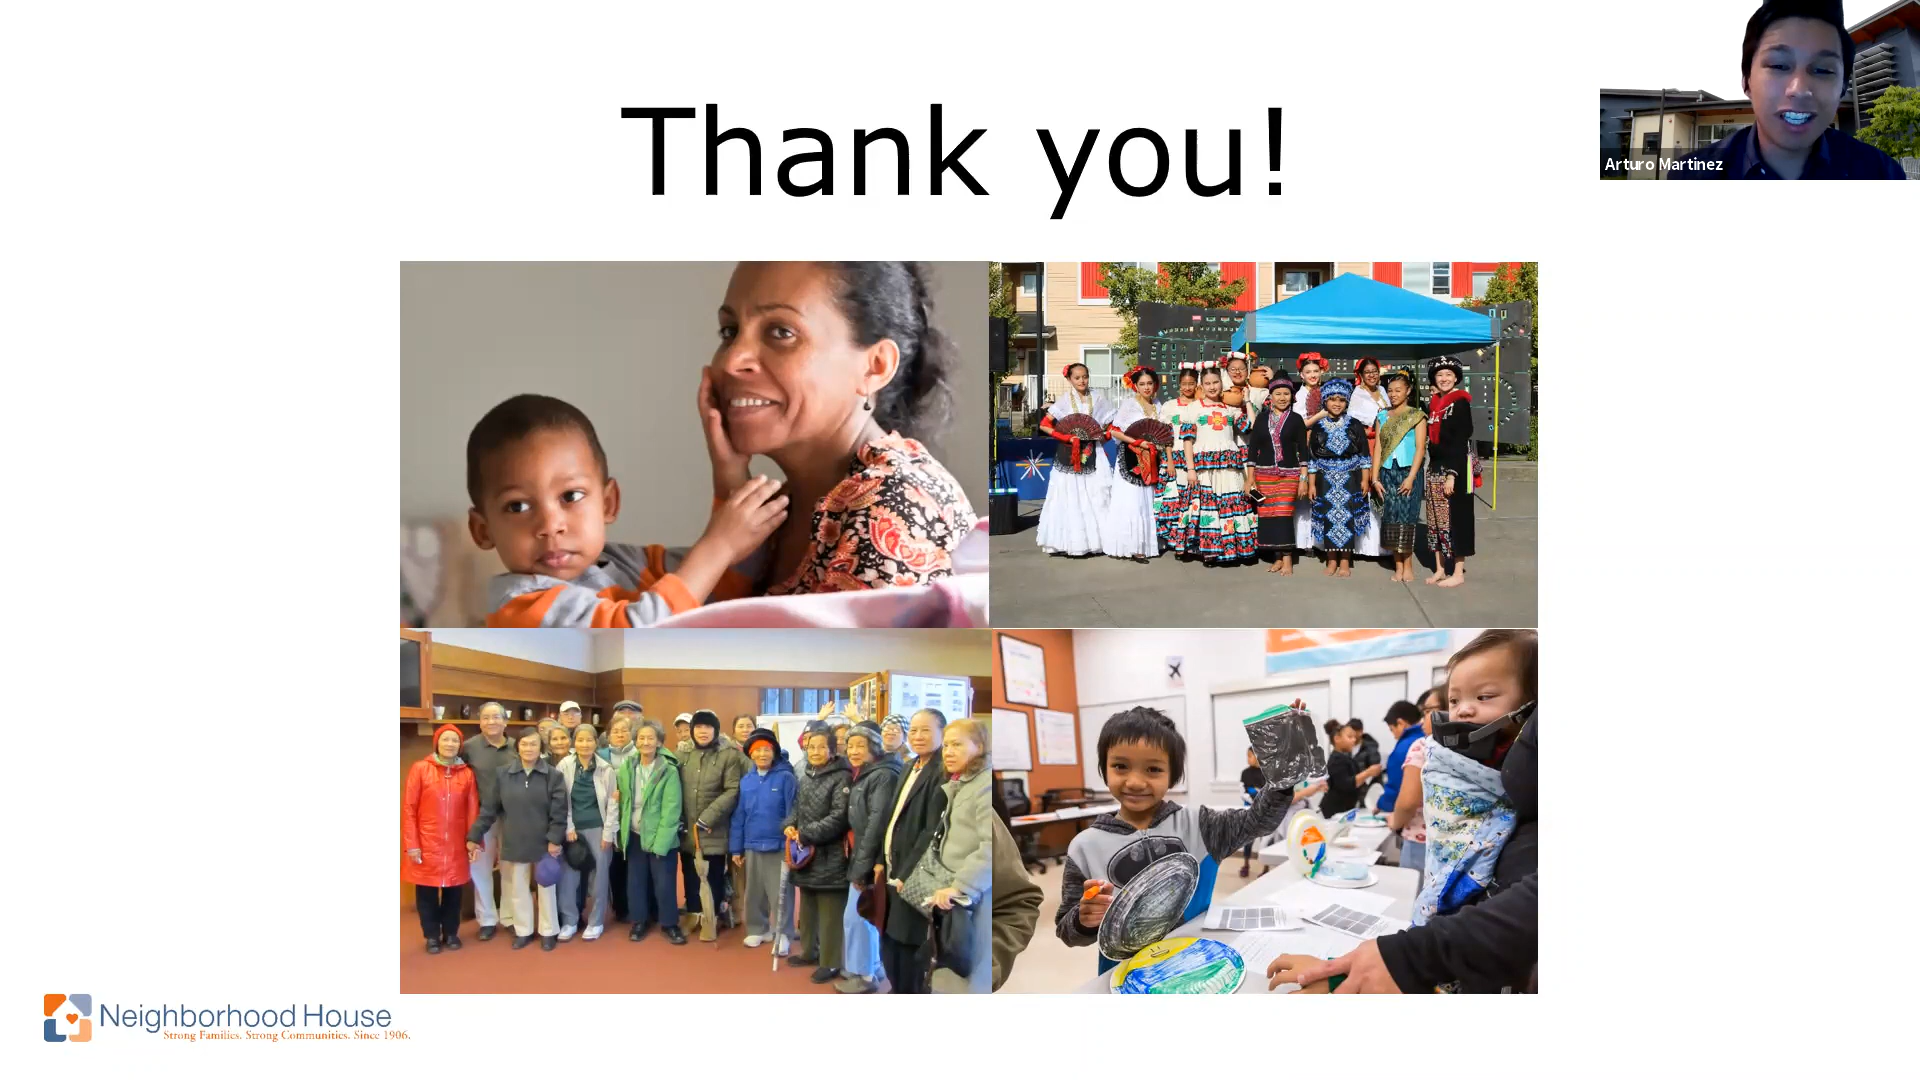 Thank you!
Arturo Martinez
Neighborhood House
Strong Families. Strong Communities. Since 1906.